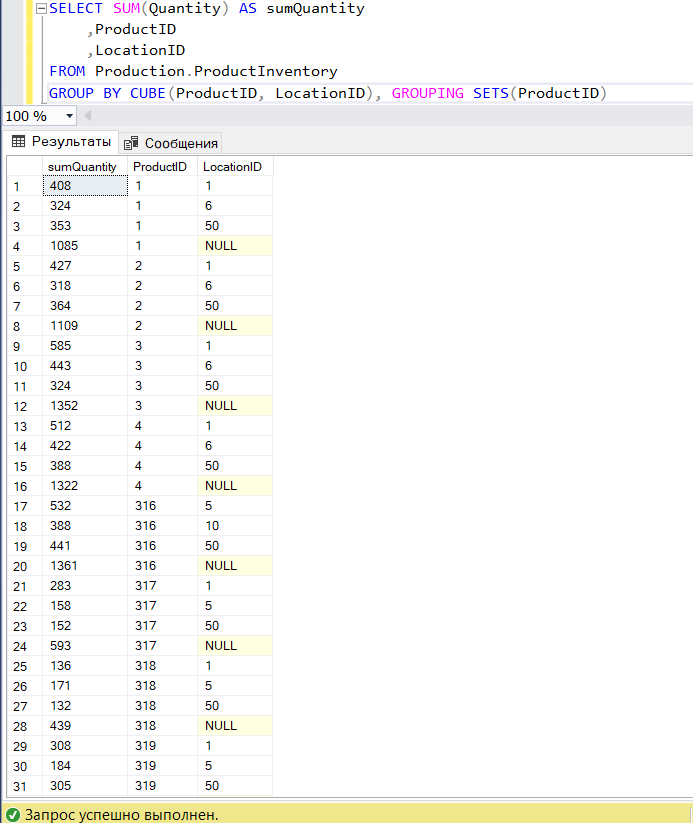 SELECT SUM(Quantity) AS sumQuantity
,ProductID
,LocationID
FROM Production.ProductInventory
GROUP BY CUBE(ProductID, LocationID), GROUPING SETS(ProductID)
100 %
Результаты Сообщения
sumQuantity ProductID LocationID
1 408 1 1
2 324 1 6
3 353 1 50
4 1085 1 NULL
5 427 2 1
6 318 2 6
7 364 2 50
8 1109 2 NULL
9 585 3 1
10 443 3 6
11 324 3 50
12 1352 3 NULL
13 512 4 1
14 422 4 6
15 388 4 50
16 1322 4 NULL
17 532 316 5
18 388 316 10
19 441 316 50
20 1361 316 NULL
21 283 317 1
22 158 317 5
23 152 317 50
24 593 317 NULL
25 136 318 1
26 171 318 5
27 132 318 50
28 439 318 NULL
29 308 319 1
30 184 319 5
31 305 319 50
Запрос успешно выполнен.